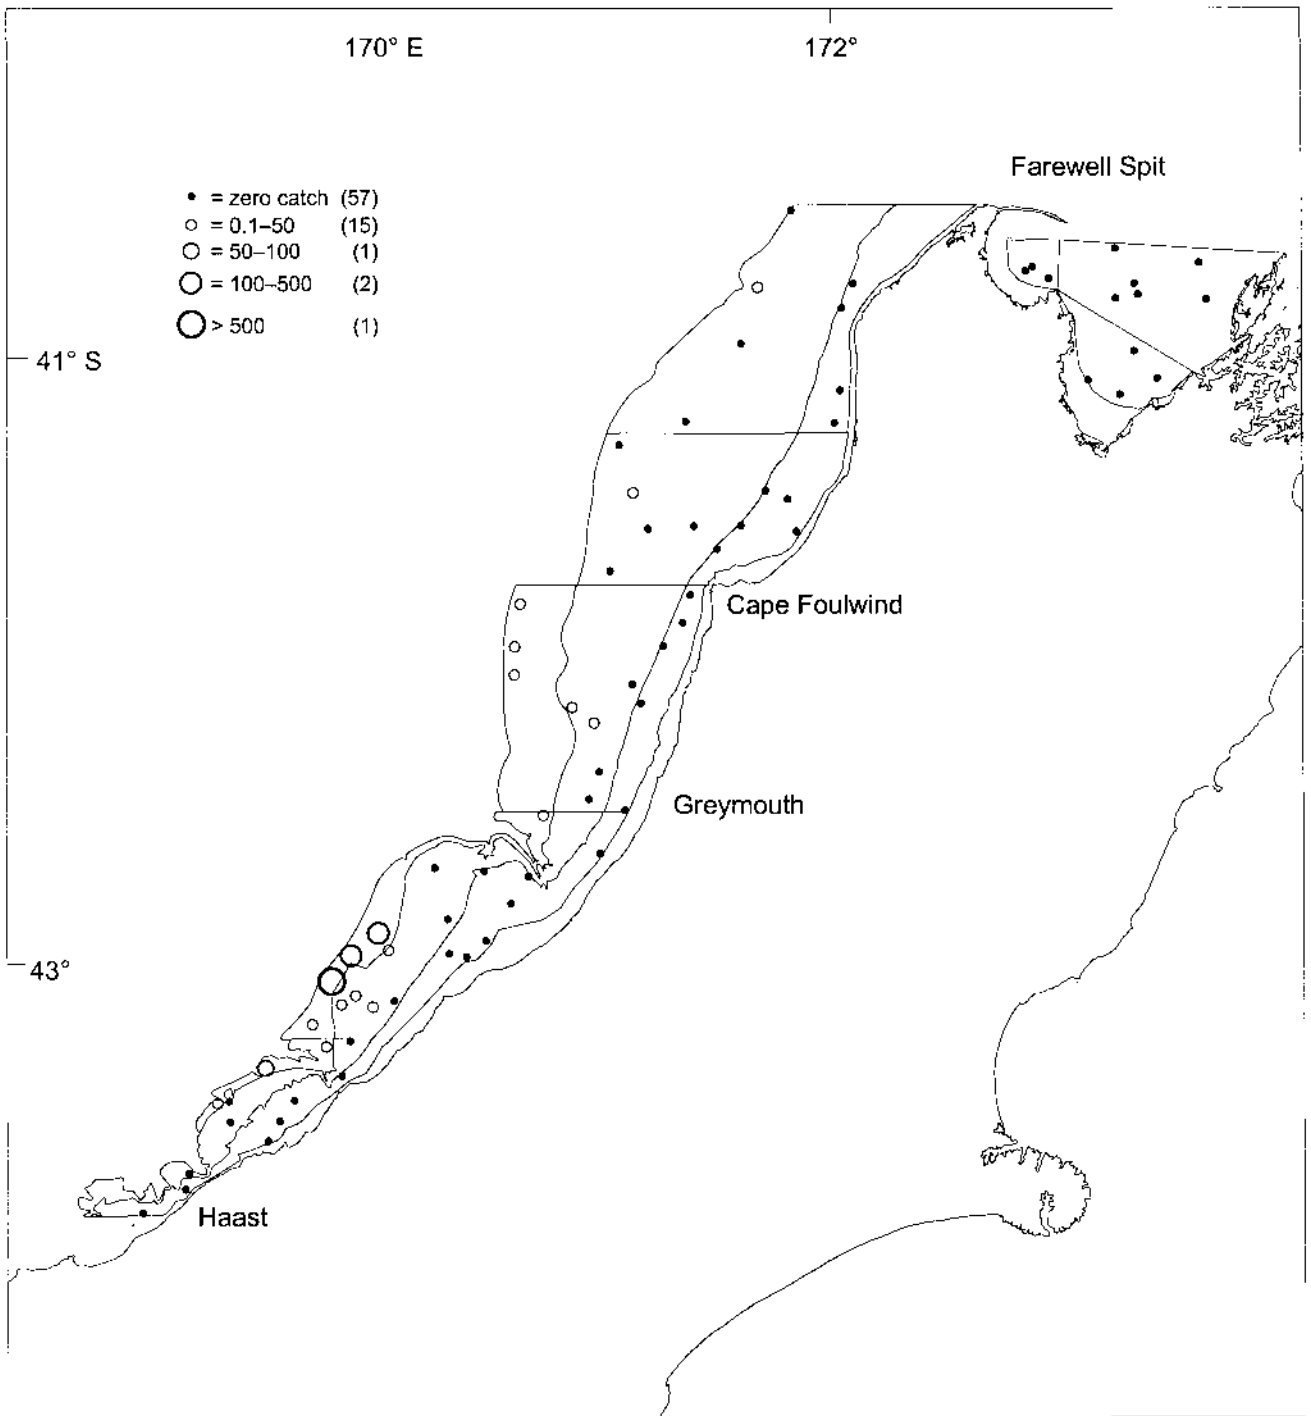 170° E
172°
Farewell Spit
= zero catch (57)
= 0.1–50 (15)
= 50–100 (1)
= 100–500 (2)
> 500 (1)
41° S
Cape Foulwind
Greymouth
43°
Haast